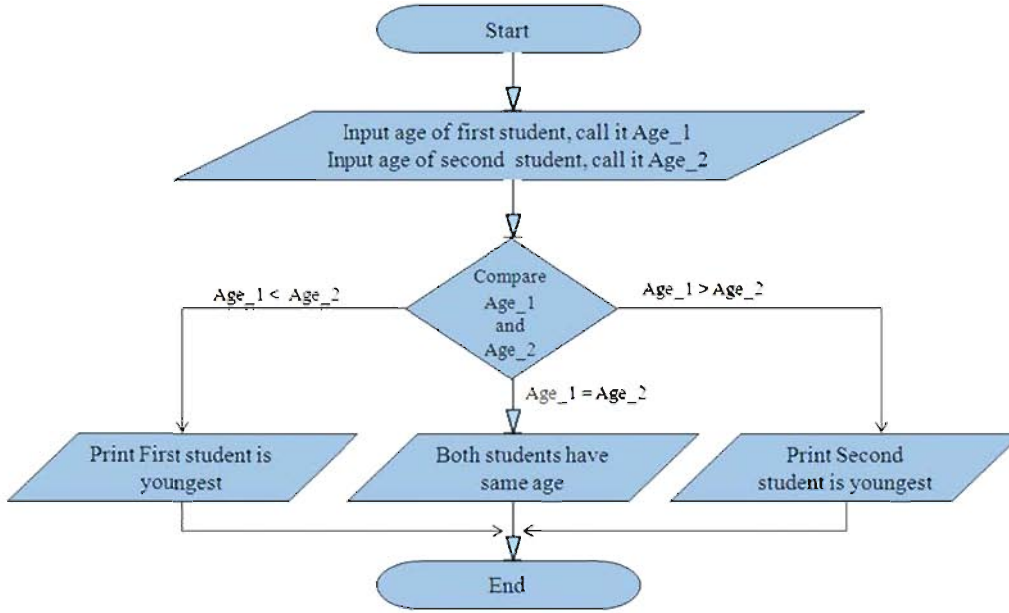 Start
Input age of first student, call it Age_1
Input age of second student, call it Age_2
Compare
Age_1
and
Age_2
Age_1 < Age_2
Age_1 > Age_2
Age_1 = Age_2
Print First student is
youngest
Both students have
same age
Print Second
student is youngest
End